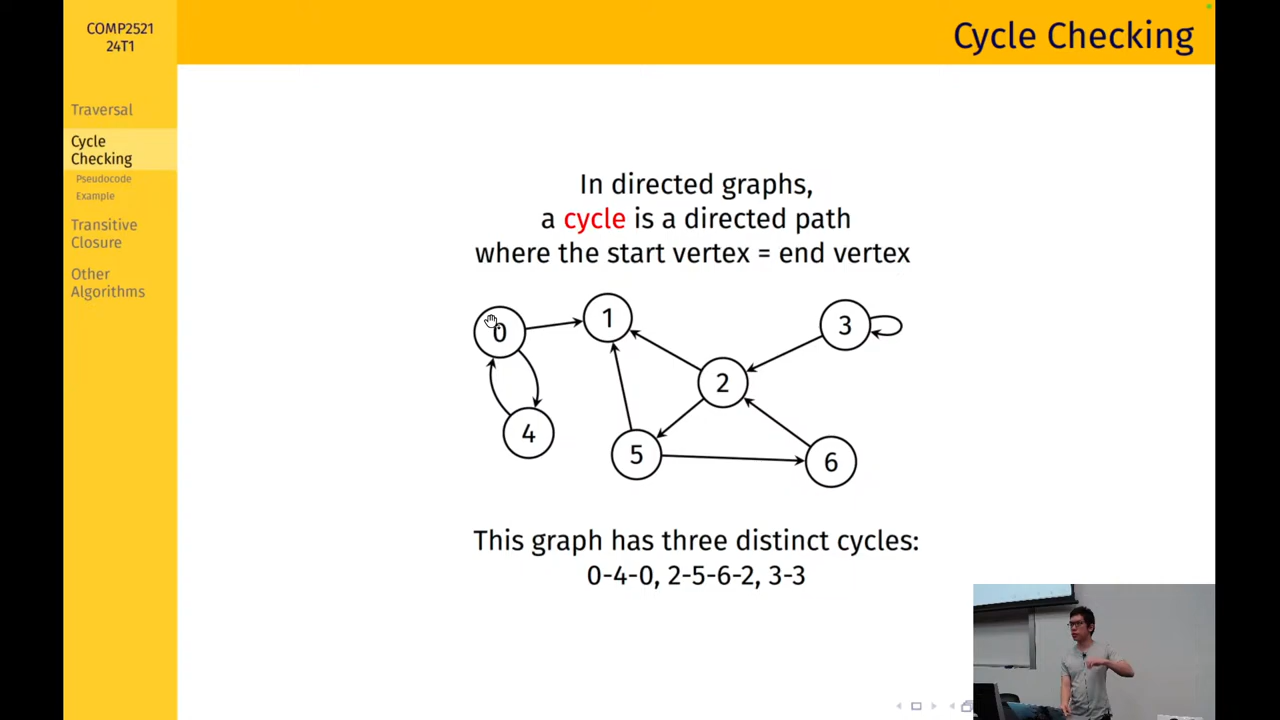 COMP2521
24T1
Cycle Checking
Traversal
Cycle
Checking
Pseudocode
Example
Transitive
Closure
Other
Algorithms
In directed graphs,
a cycle is a directed path
where the start vertex = end vertex
0
1
3
2
4
5
6
This graph has three distinct cycles:
0-4-0, 2-5-6-2, 3-3